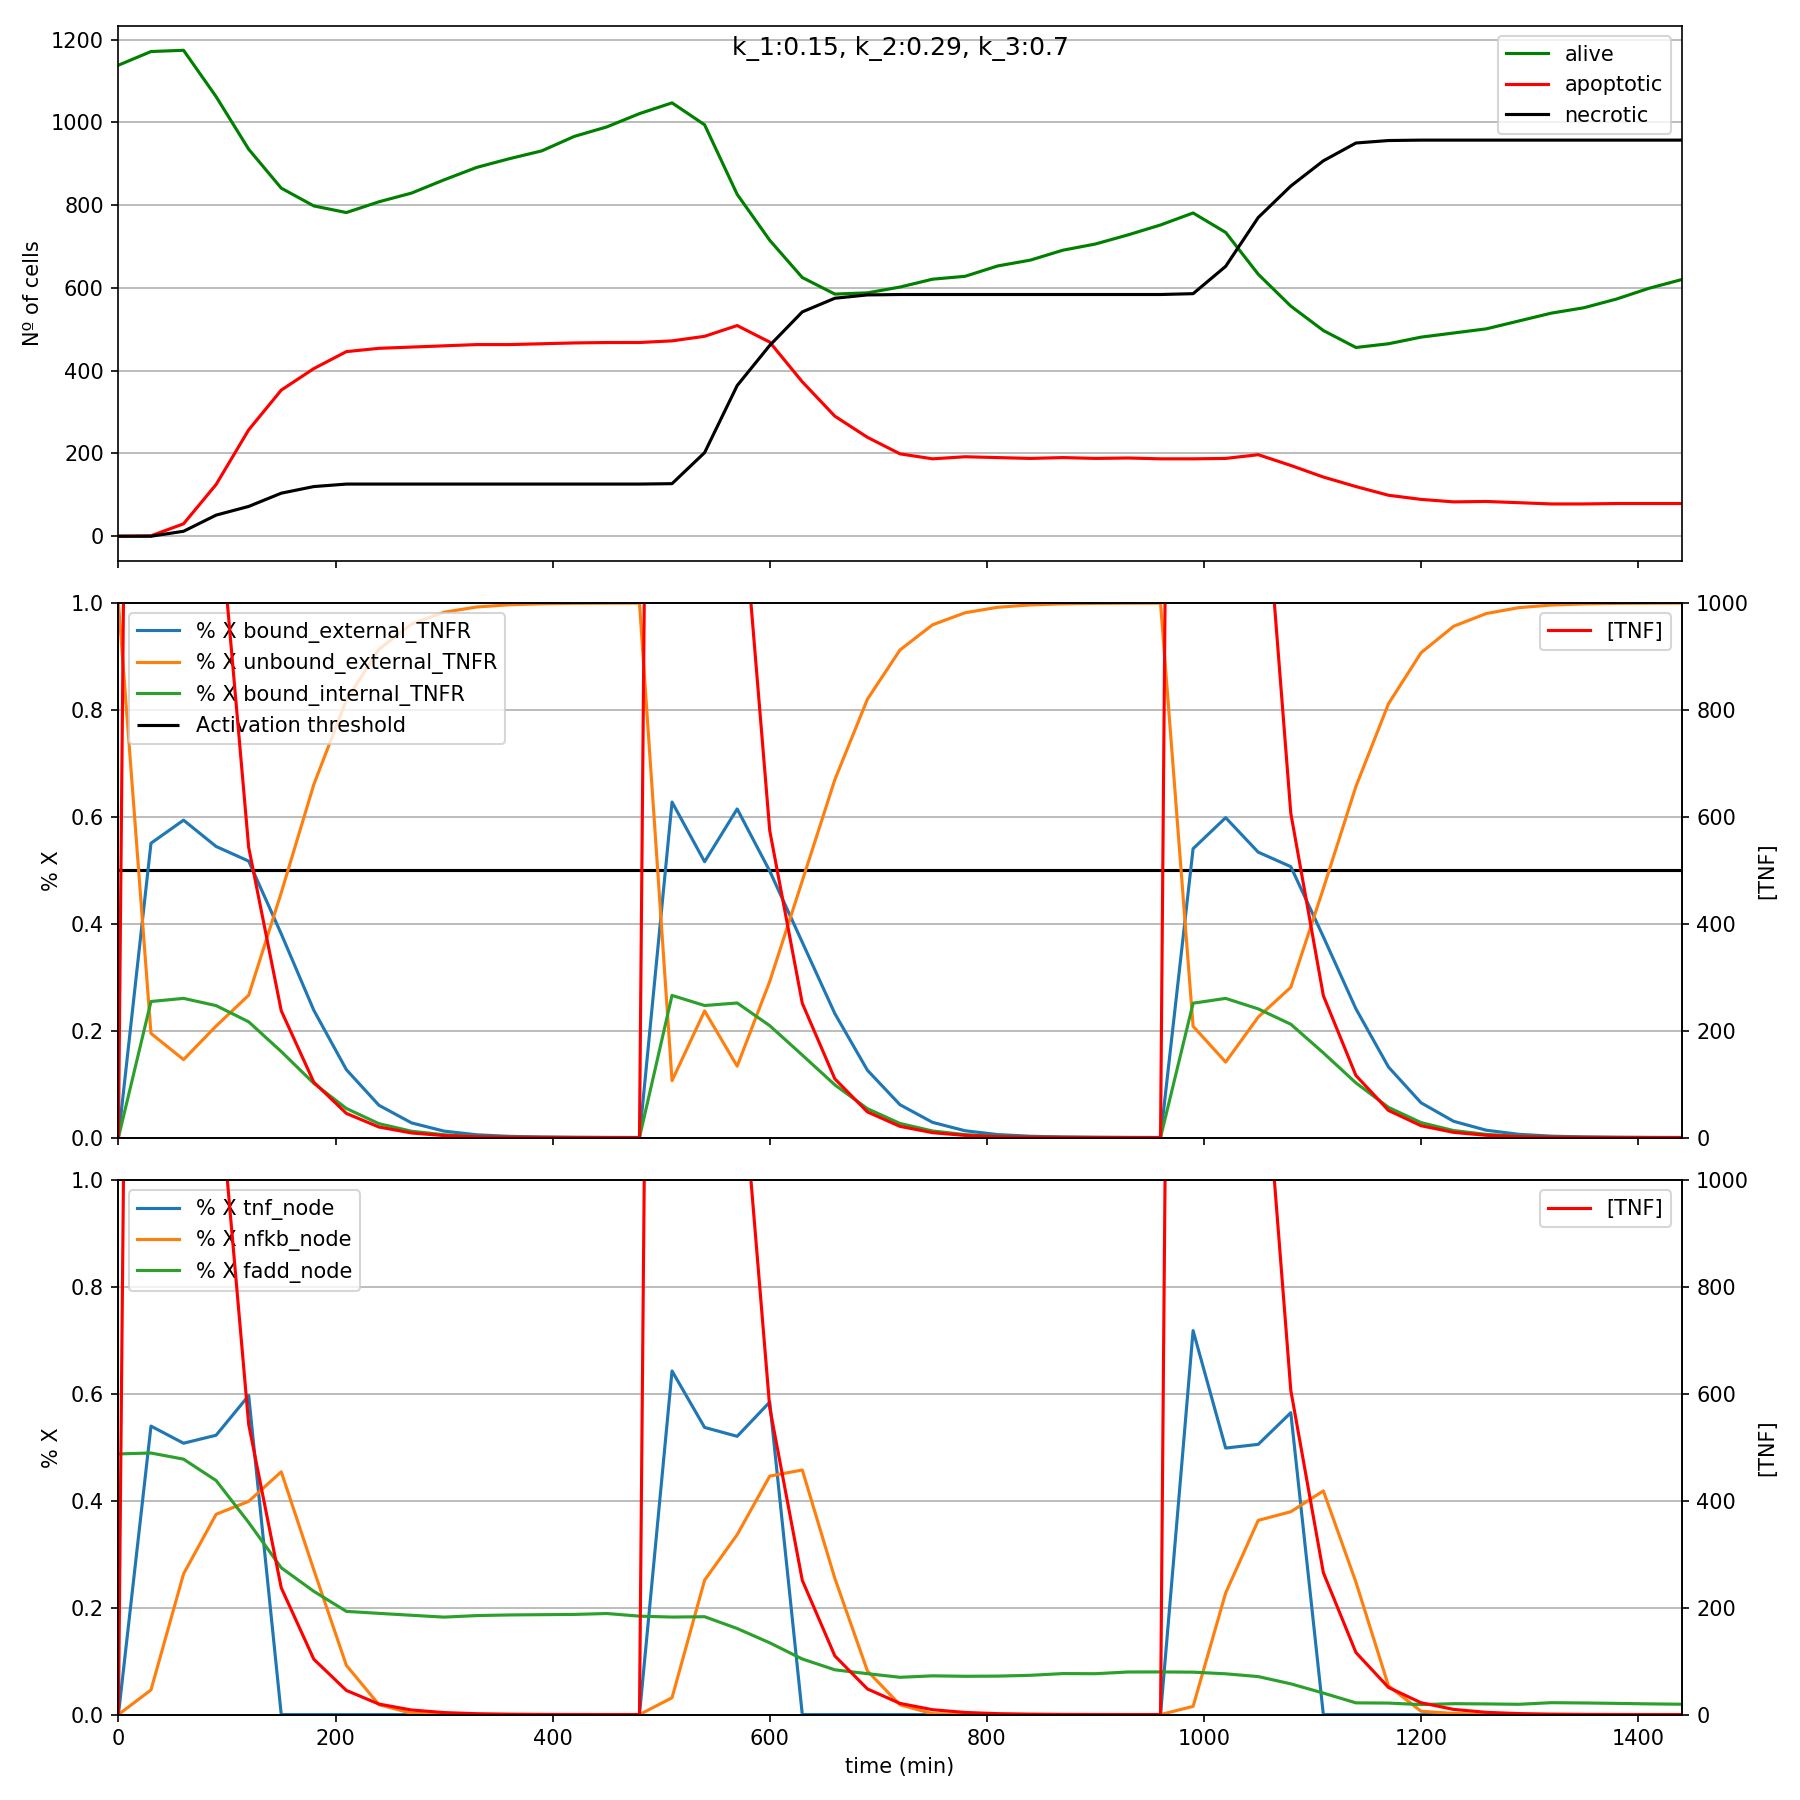 k_1:0.15, k_2:0.29, k_3:0.7
alive
apoptotic
necrotic
1200
1000
800
600
400
200
0
Nº of cells
% X bound_external_TNFR
% X unbound_external_TNFR
% X bound_internal_TNFR
Activation threshold
[TNF]
1.0
0.8
0.6
0.4
0.2
0.0
% X
1000
800
600
400
200
0
[TNF]
% X tnf_node
% X nfkb_node
% X fadd_node
[TNF]
1.0
0.8
0.6
0.4
0.2
0.0
% X
1000
800
600
400
200
0
[TNF]
0 200 400 600 800 1000 1200 1400
time (min)